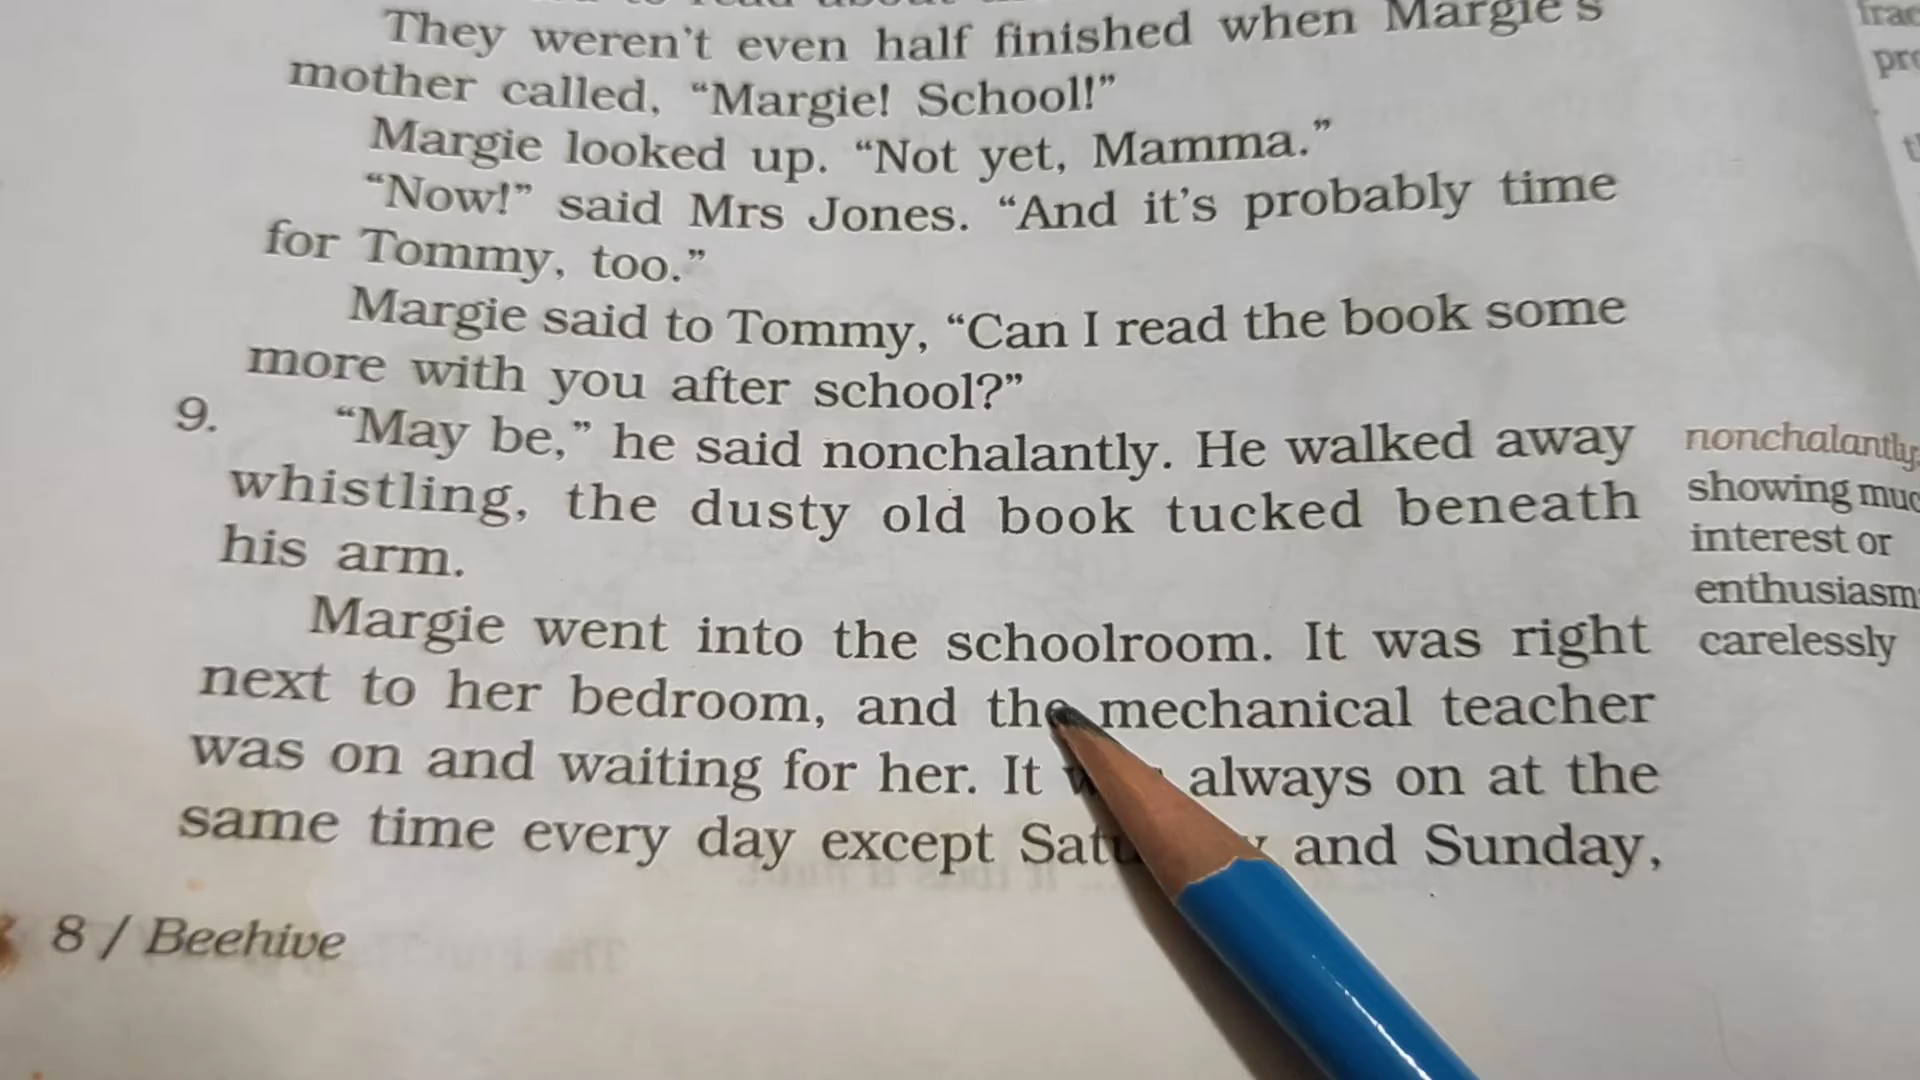 They weren't even half finished when Margie's
mother called, “Margie! School!”
Margie looked up. “Not yet, Mamma.”
“Now!” said Mrs Jones. “And it's probably time
for Tommy, too.”
Margie said to Tommy, “Can I read the book some
more with you after school?”
9. “May be,” he said nonchalantly. He walked away
whistling, the dusty old book tucked beneath
his arm.
Margie went into the schoolroom. It was right
next to her bedroom, and the mechanical teacher
was on and waiting for her. It always on at the
same time every day except and Sunday,
nonchalantly
showing
interest or
enthusiasm
carelessly
8 / Beehive